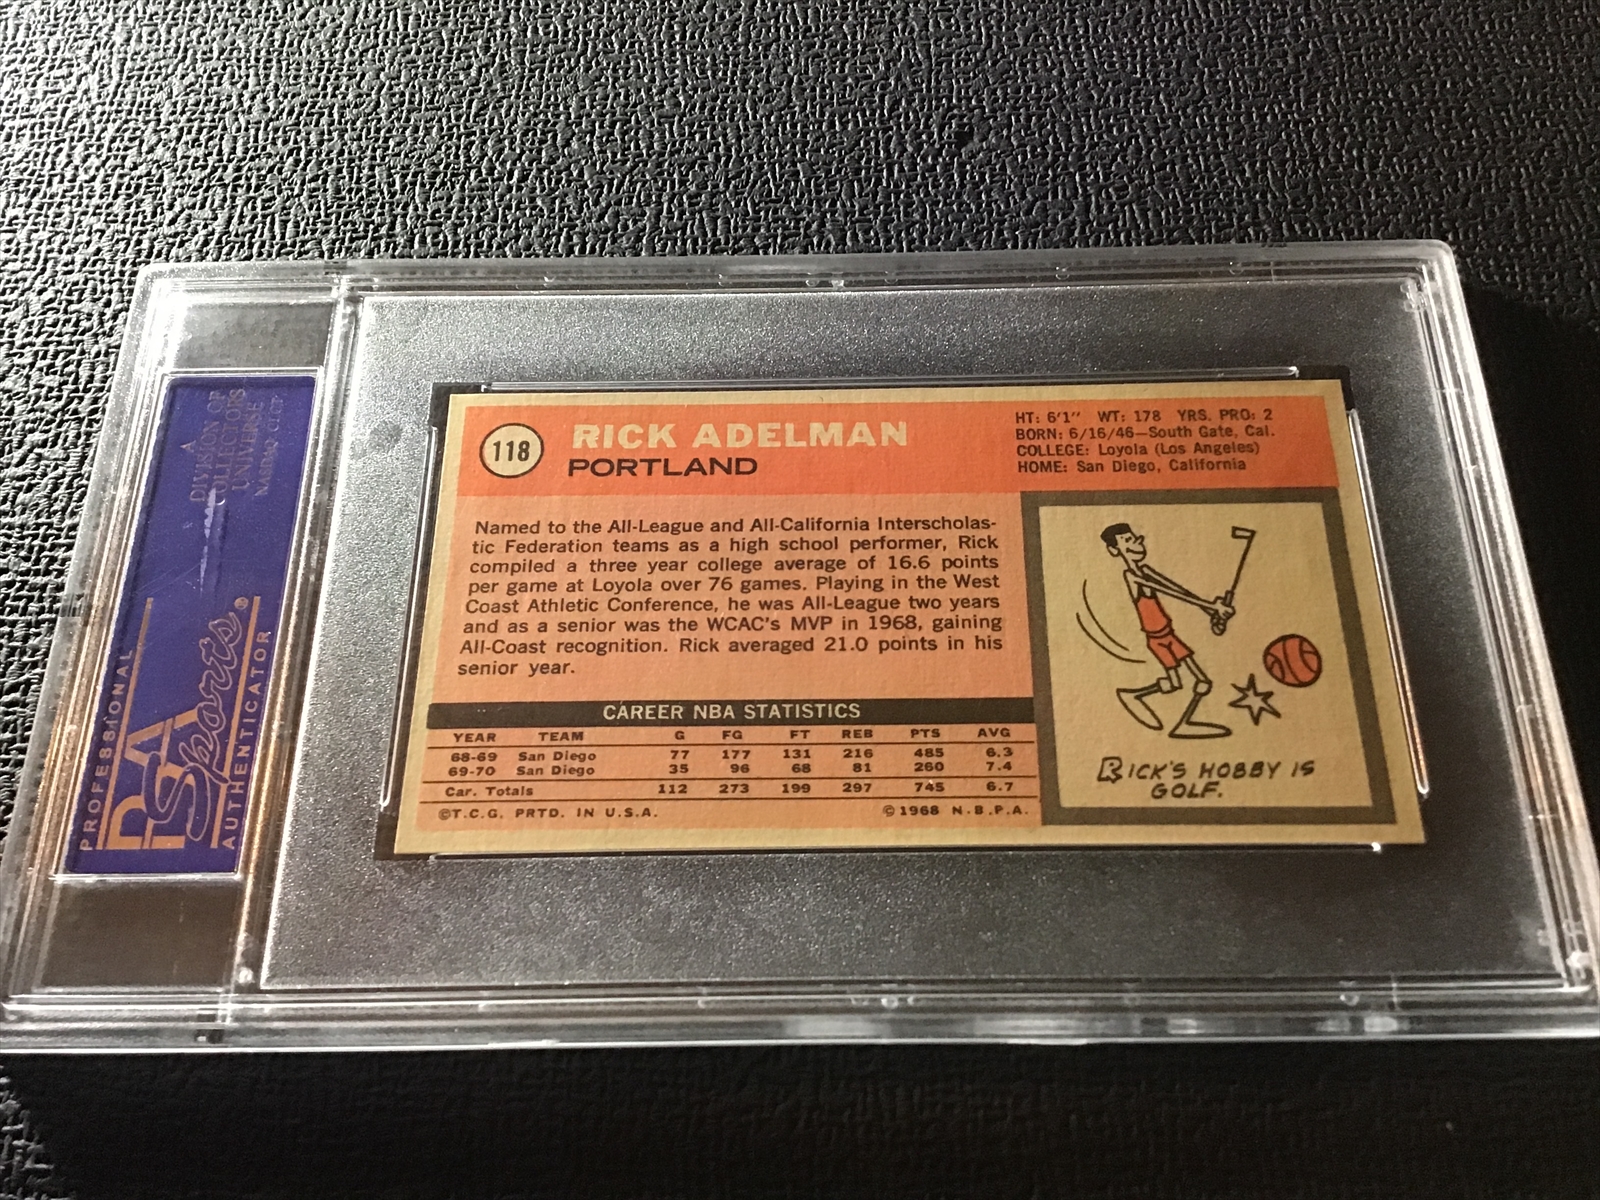 A
DIVISION OF
COLLECTORS
UNIVERSE
NASDAQ: CLCT
PROFESSIONAL
PSA
Sports®
AUTHENTICATOR
118
RICK ADELMAN
PORTLAND
HT: 6'1" WT: 178 YRS. PRO: 2
BORN: 6/16/46—South Gate, Cal.
COLLEGE: Loyola (Los Angeles)
HOME: San Diego, California
Named to the All-League and All-California Interscholas-
tic Federation teams as a high school performer, Rick
compiled a three year college average of 16.6 points
per game at Loyola over 76 games. Playing in the West
Coast Athletic Conference, he was All-League two years
and as a senior was the WCAC's MVP in 1968, gaining
All-Coast recognition. Rick averaged 21.0 points in his
senior year.
CAREER NBA STATISTICS
YEAR TEAM G FG FT REB PTS AVG
68-69 San Diego 77 177 131 216 485 6.3
69-70 San Diego 35 96 68 81 260 7.4
Car. Totals 112 273 199 297 745 6.7
©T.C.G. PRTD. IN U.S.A. ©1968 N.B.P.A.
RICK'S HOBBY IS
GOLF.